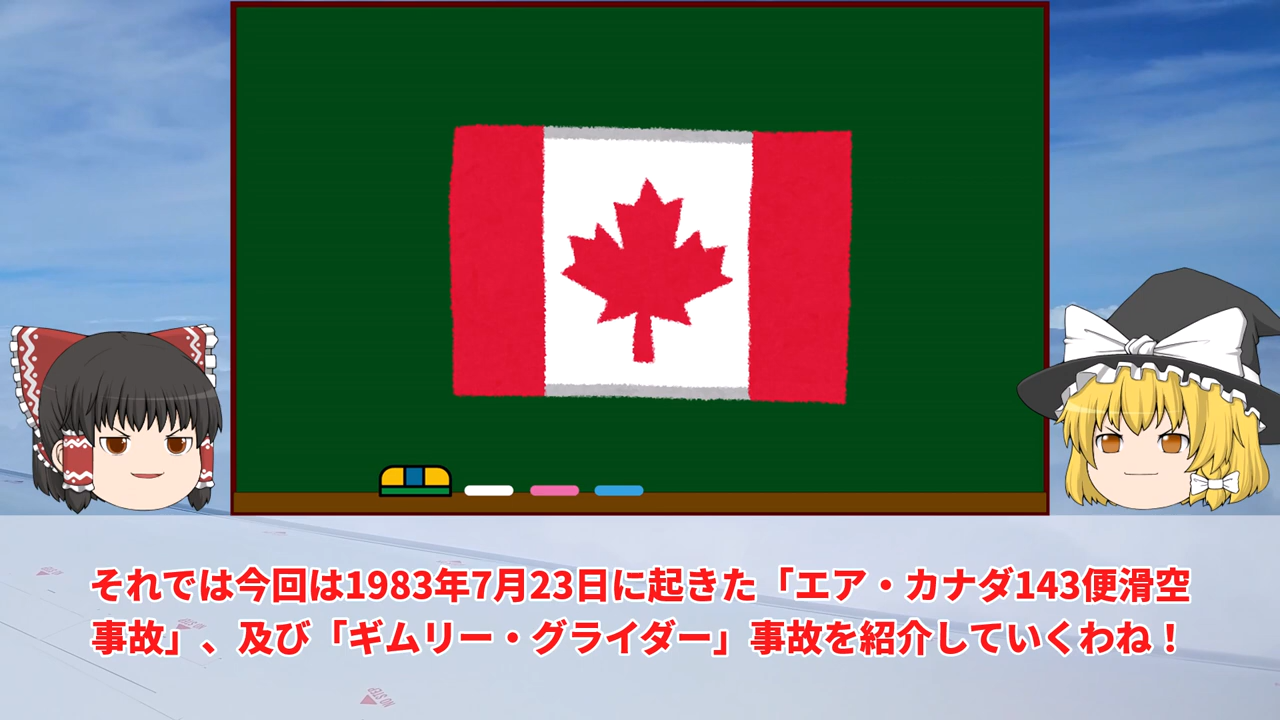 それでは今回は1983年7月23日に起きた「エア・カナダ143便滑空
事故」、及び「ギムリー・グライダー」事故を紹介していくわね！